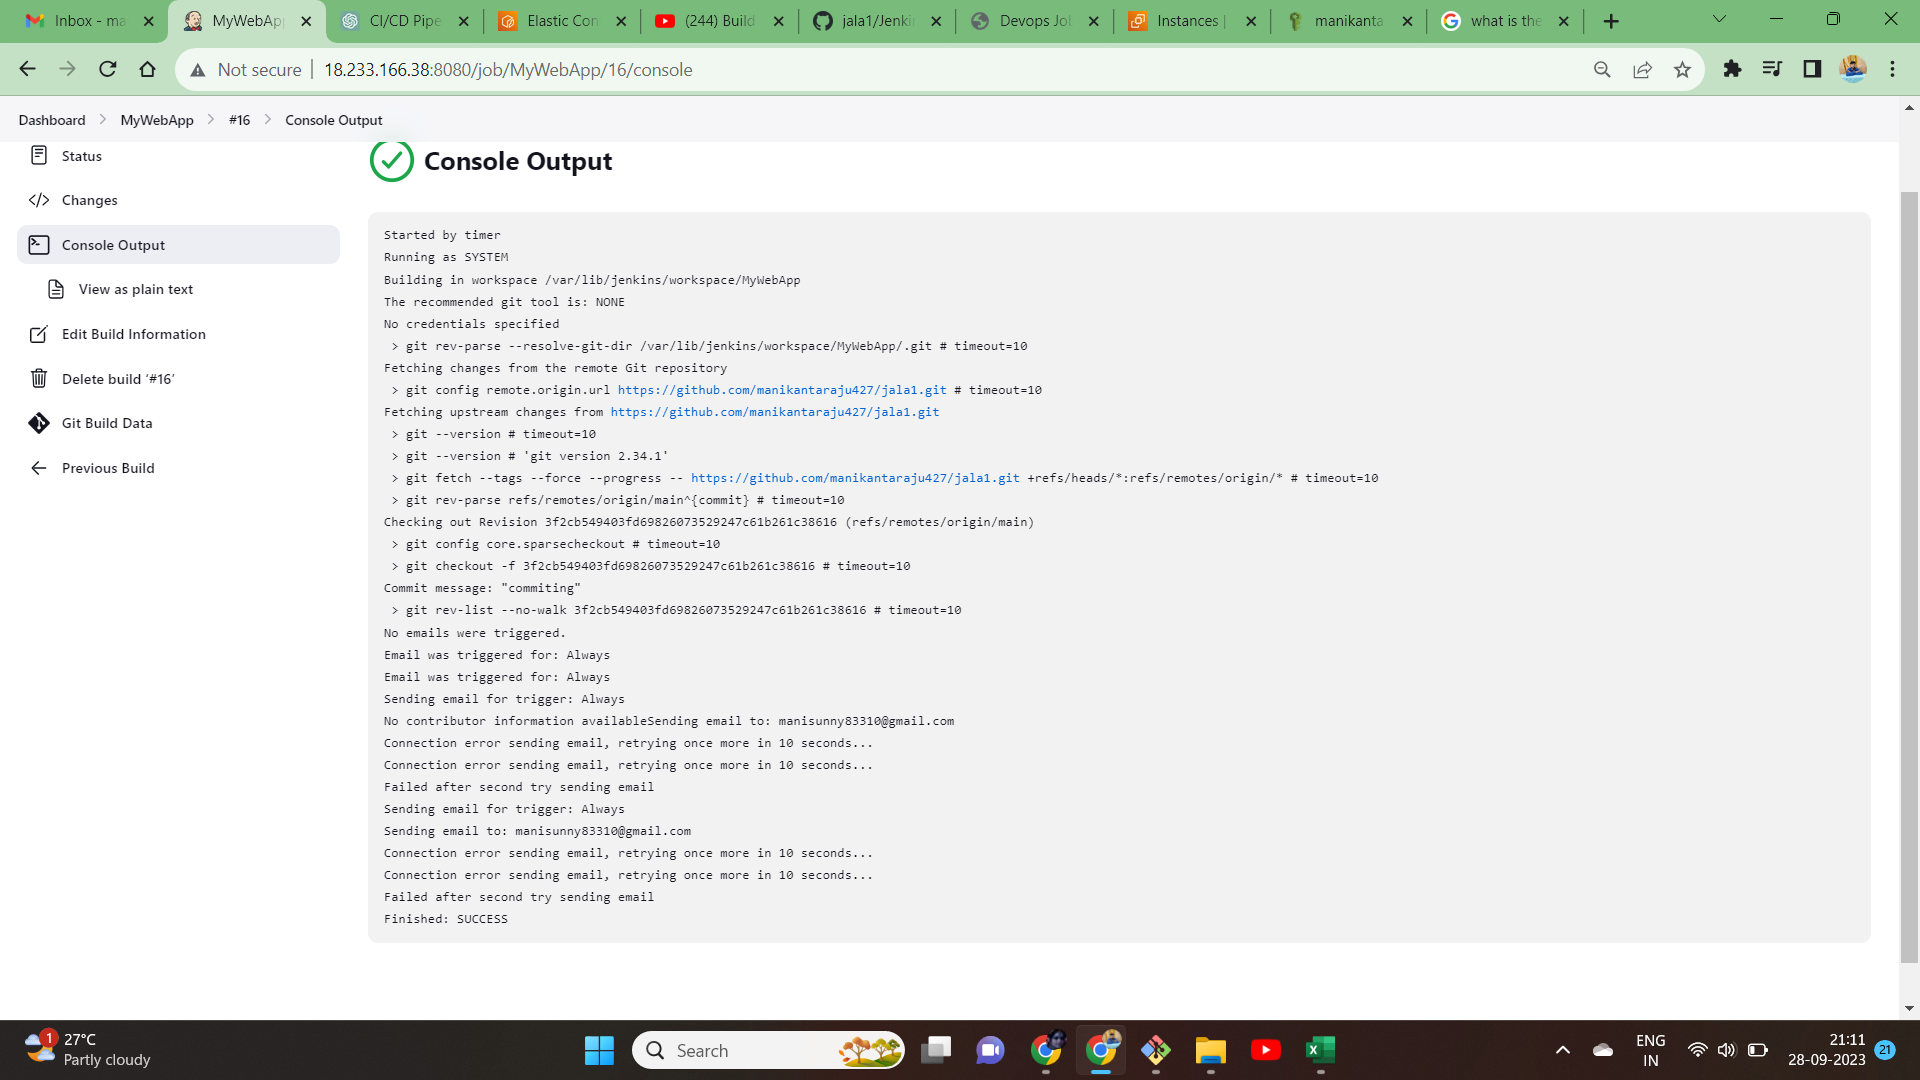 Inbox - ma
MyWebApp
CI/CD Pipe
Elastic Con
(244) Build
jala1/Jenki
Devops Jo
Instances |
manikanta
what is the
Not secure
18.233.166.38:8080/job/MyWebApp/16/console
Dashboard
MyWebApp
#16
Console Output
Status
Changes
Console Output
View as plain text
Edit Build Information
Delete build ‘#16’
Git Build Data
Previous Build
Console Output
Started by timer
Running as SYSTEM
Building in workspace /var/lib/jenkins/workspace/MyWebApp
The recommended git tool is: NONE
No credentials specified
> git rev-parse --resolve-git-dir /var/lib/jenkins/workspace/MyWebApp/.git # timeout=10
Fetching changes from the remote Git repository
> git config remote.origin.url https://github.com/manikantaraju427/jala1.git # timeout=10
Fetching upstream changes from https://github.com/manikantaraju427/jala1.git
> git --version # timeout=10
> git --version # 'git version 2.34.1'
> git fetch --tags --force --progress -- https://github.com/manikantaraju427/jala1.git +refs/heads/*:refs/remotes/origin/* # timeout=10
> git rev-parse refs/remotes/origin/main^{commit} # timeout=10
Checking out Revision 3f2cb549403fd69826073529247c61b261c38616 (refs/remotes/origin/main)
> git config core.sparsecheckout # timeout=10
> git checkout -f 3f2cb549403fd69826073529247c61b261c38616 # timeout=10
Commit message: "commiting"
> git rev-list --no-walk 3f2cb549403fd69826073529247c61b261c38616 # timeout=10
No emails were triggered.
Email was triggered for: Always
Email was triggered for: Always
Sending email for trigger: Always
No contributor information availableSending email to: manisunny83310@gmail.com
Connection error sending email, retrying once more in 10 seconds...
Connection error sending email, retrying once more in 10 seconds...
Failed after second try sending email
Sending email for trigger: Always
Sending email to: manisunny83310@gmail.com
Connection error sending email, retrying once more in 10 seconds...
Connection error sending email, retrying once more in 10 seconds...
Failed after second try sending email
Finished: SUCCESS
1
27°C
Partly cloudy
Search
ENG
IN
21:11
28-09-2023
21